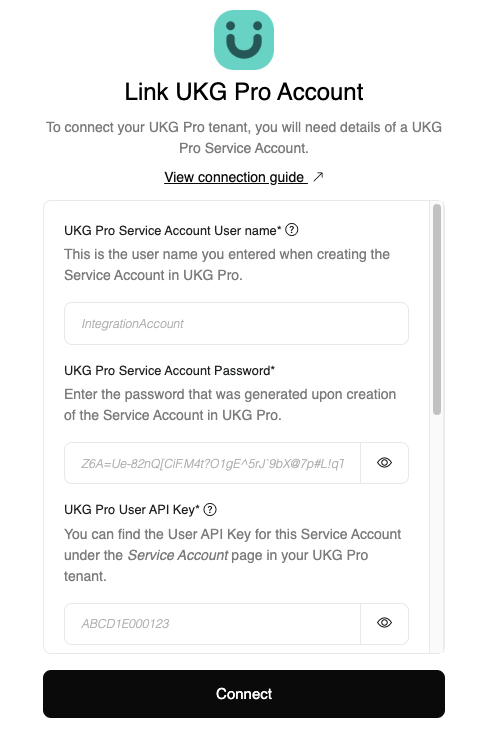 Link UKG Pro Account
To connect your UKG Pro tenant, you will need details of a UKG
Pro Service Account.
View connection guide ↗
UKG Pro Service Account User name* ?
This is the user name you entered when creating the
Service Account in UKG Pro.
IntegrationAccount
UKG Pro Service Account Password*
Enter the password that was generated upon creation
of the Service Account in UKG Pro.
Z6A=Ue-82nQ[CiF.M4t?O1gE^5rJ`9bX@7p#L!qT
UKG Pro User API Key* ?
You can find the User API Key for this Service Account
under the Service Account page in your UKG Pro
tenant.
ABCD1E000123
Connect